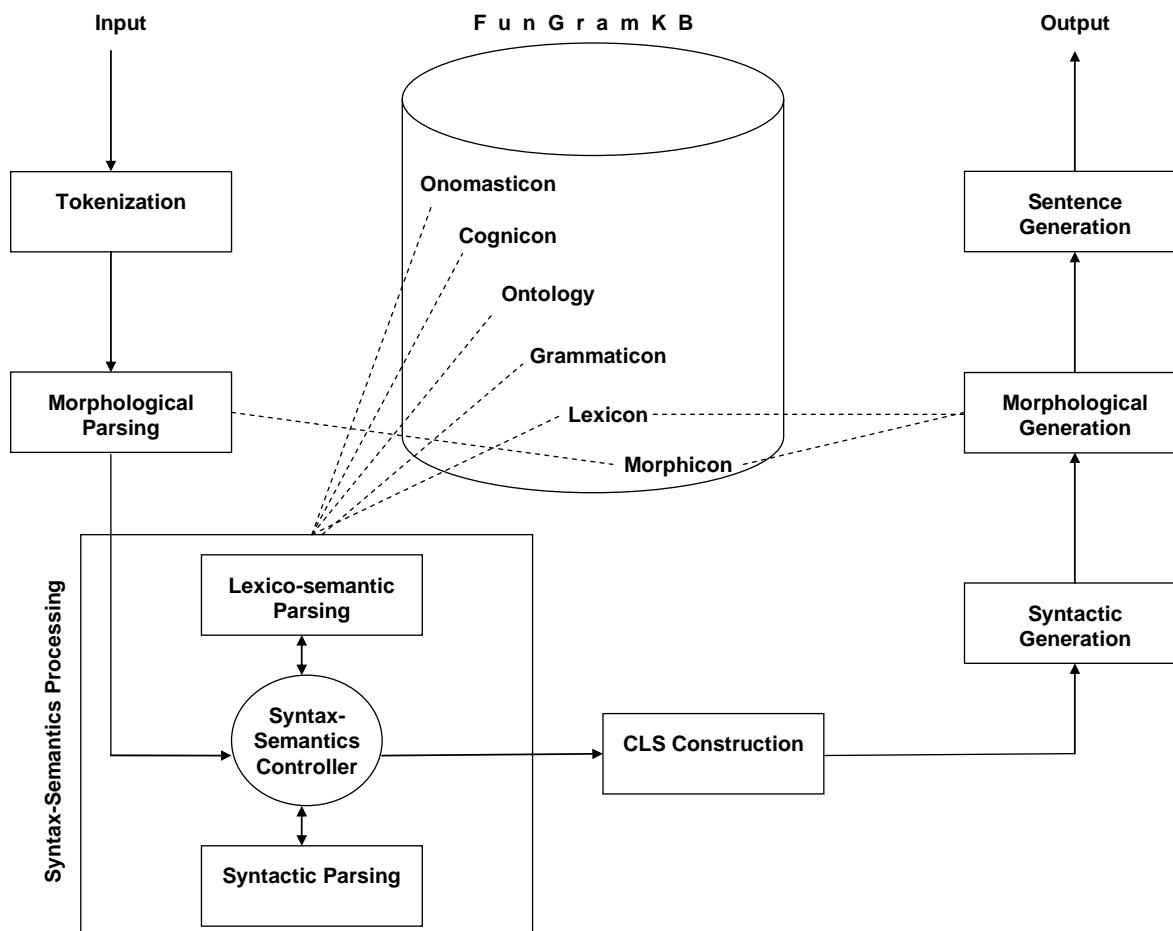 Input
F u n G r a m K B
Output
Tokenization
Onomasticon
Cognicon
Ontology
Grammaticon
Lexicon
Morphicon
Sentence
Generation
Morphological
Parsing
Morphological
Generation
Syntax-Semantics Processing
Lexico-semantic
Parsing
Syntax-
Semantics
Controller
Syntactic Parsing
CLS Construction
Syntactic
Generation